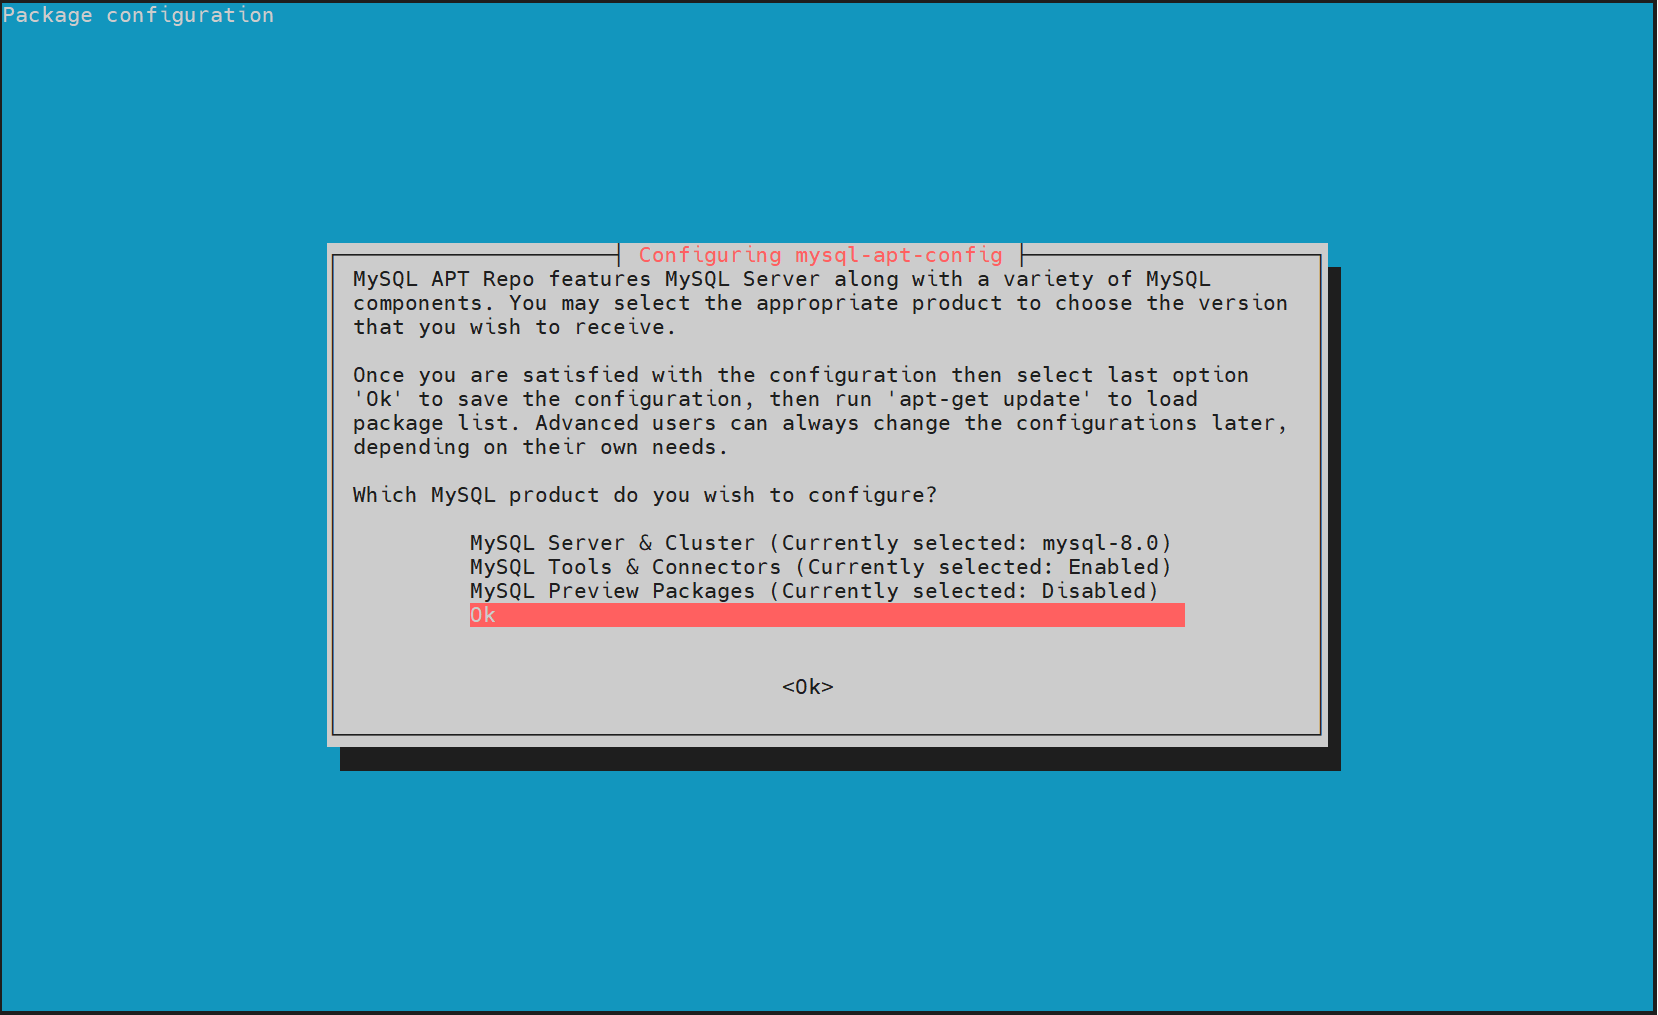 Package configuration
Configuring mysql-apt-config
MySQL APT Repo features MySQL Server along with a variety of MySQL
components. You may select the appropriate product to choose the version
that you wish to receive.
Once you are satisfied with the configuration then select last option
'Ok' to save the configuration, then run 'apt-get update' to load
package list. Advanced users can always change the configurations later,
depending on their own needs.
Which MySQL product do you wish to configure?
MySQL Server & Cluster (Currently selected: mysql-8.0)
MySQL Tools & Connectors (Currently selected: Enabled)
MySQL Preview Packages (Currently selected: Disabled)
Ok
<Ok>